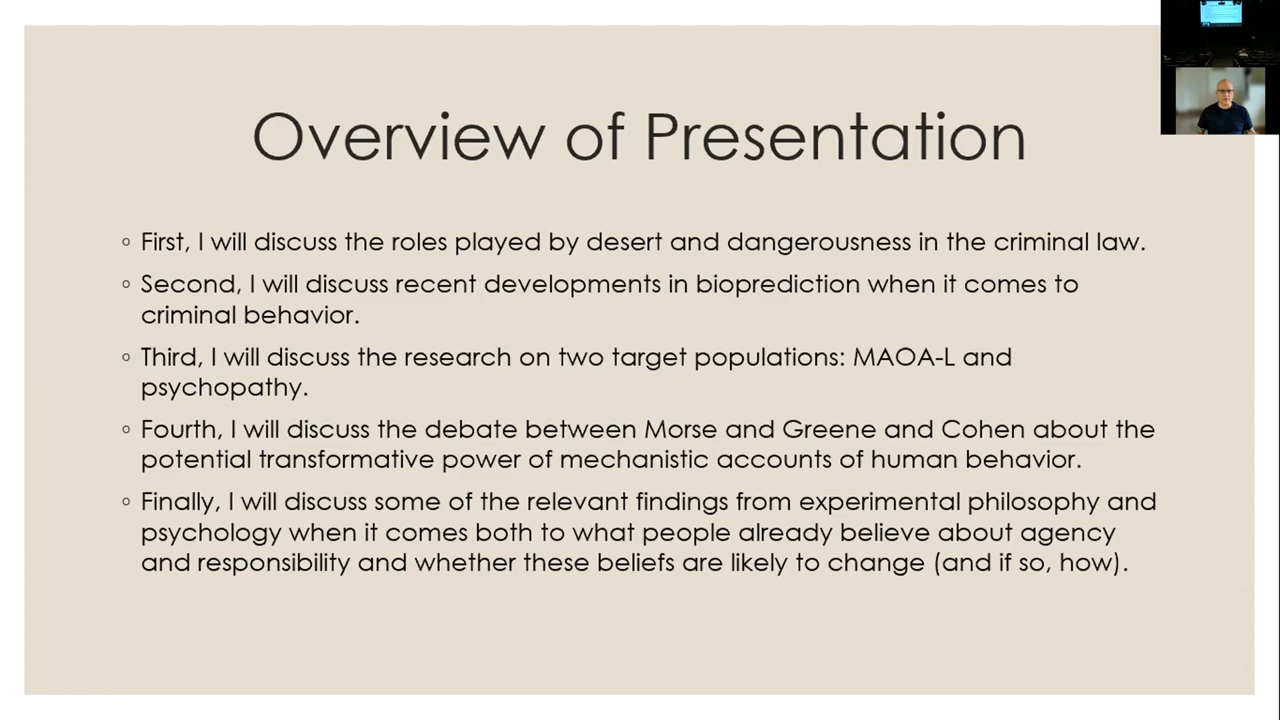 Overview of Presentation
◦ First, I will discuss the roles played by desert and dangerousness in the criminal law.
◦ Second, I will discuss recent developments in bioprediction when it comes to
criminal behavior.
◦ Third, I will discuss the research on two target populations: MAOA-L and
psychopathy.
◦ Fourth, I will discuss the debate between Morse and Greene and Cohen about the
potential transformative power of mechanistic accounts of human behavior.
◦ Finally, I will discuss some of the relevant findings from experimental philosophy and
psychology when it comes both to what people already believe about agency
and responsibility and whether these beliefs are likely to change (and if so, how).